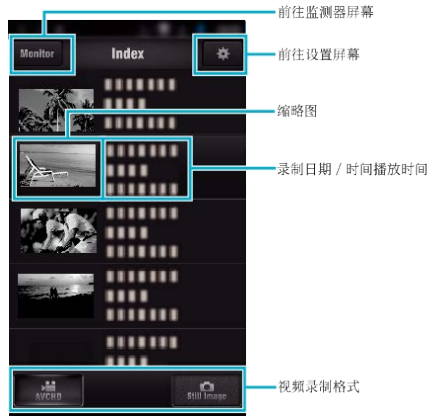 前往监测器屏幕
Monitor
Index
前往设置屏幕
缩略图
录制日期 / 时间播放时间
视频录制格式
AVCHD
Still Image